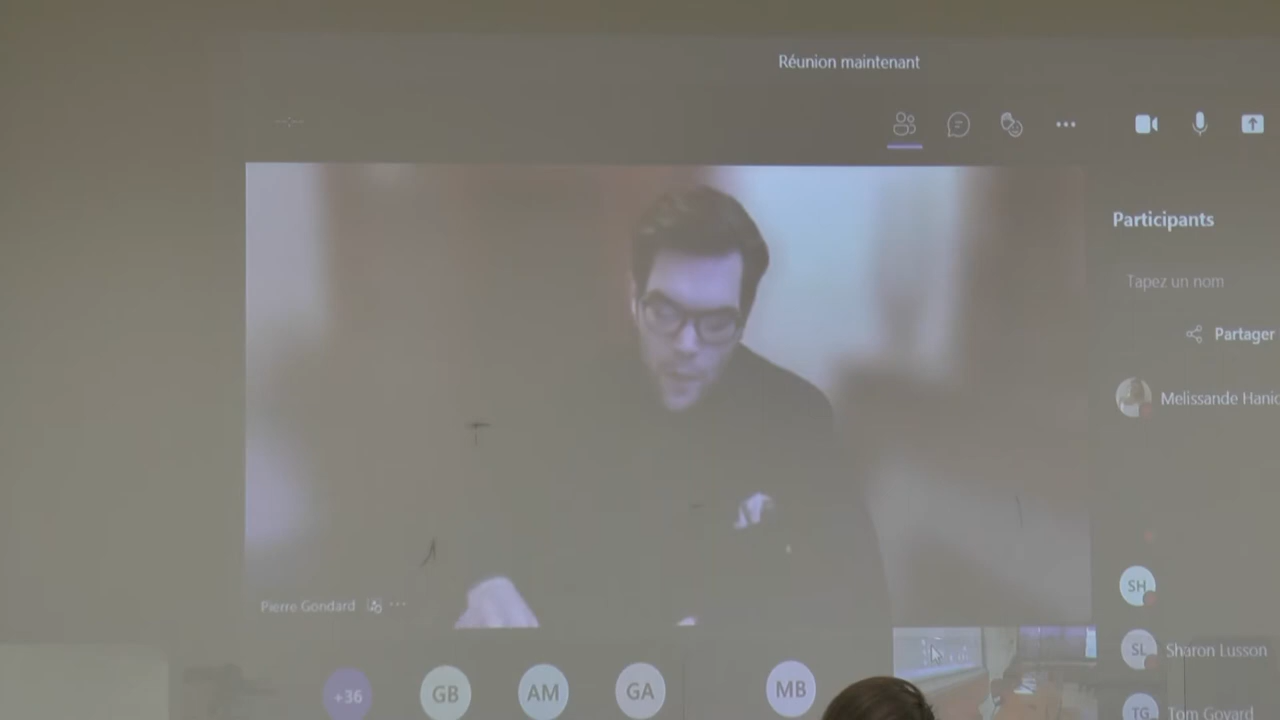 Réunion maintenant
Participants
Tapez un nom
Partager
Melissande Hanic
Pierre Gondard
SH
SL Sharon Lusson
TG Tom Goyard
+36 GB AM GA MB